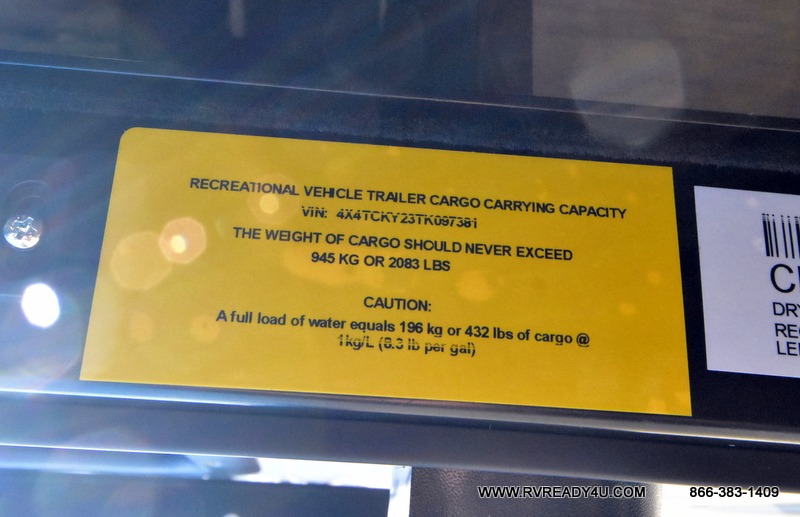 RECREATIONAL VEHICLE TRAILER CARGO CARRYING CAPACITY
VIN: 4X4TCKY23TK097381
THE WEIGHT OF CARGO SHOULD NEVER EXCEED
945 KG OR 2083 LBS
CAUTION:
A full load of water equals 196 kg or 432 lbs of cargo @
1kg/L (8.3 lb per gal)
DRY
WWW.RVREADY4U.COM 866-383-1409